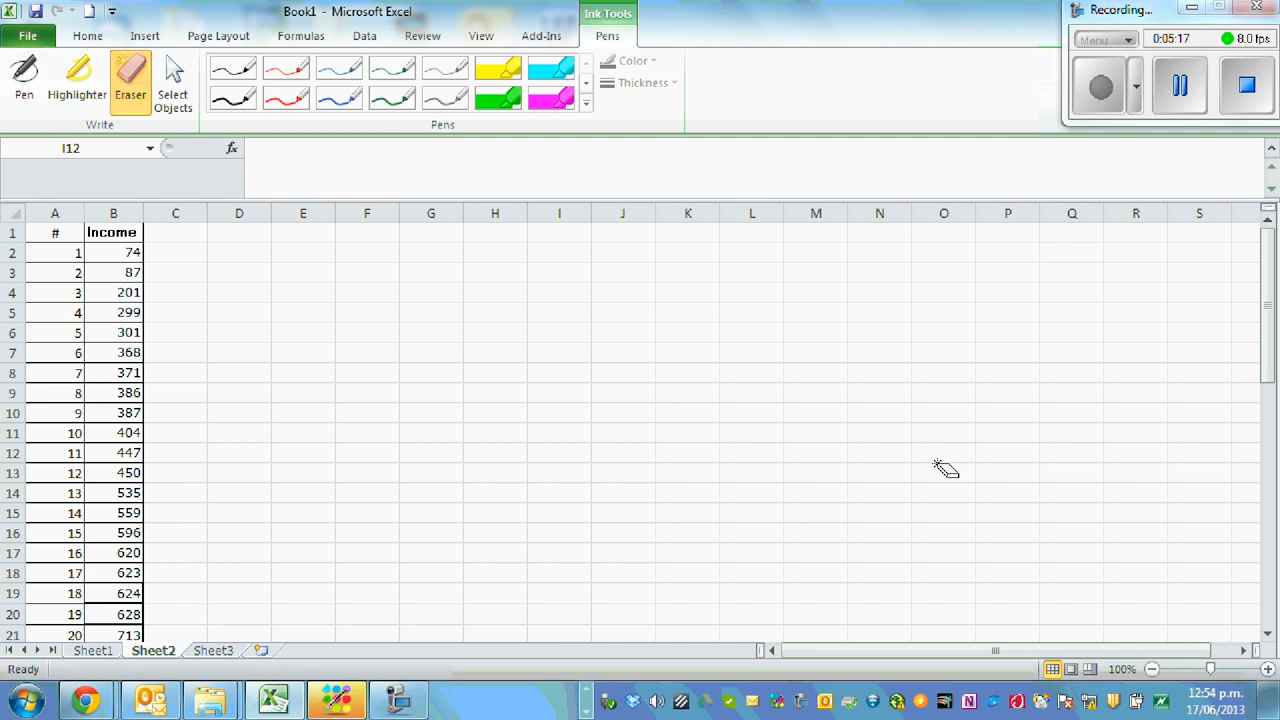 Book1 - Microsoft Excel
Ink Tools
Recording...
File Home Insert Page Layout Formulas Data Review View Add-Ins Pens
Menu 0:05:17 8.0 fps
Pen Highlighter Eraser Select Objects
Color
Thickness
Write Pens
I12 fx
A B C D E F G H I J K L M N O P Q R S
1 # Income
2 1 74
3 2 87
4 3 201
5 4 299
6 5 301
7 6 368
8 7 371
9 8 386
10 9 387
11 10 404
12 11 447
13 12 450
14 13 535
15 14 559
16 15 596
17 16 620
18 17 623
19 18 624
20 19 628
21 20 713
Sheet1 Sheet2 Sheet3
Ready 100%
12:54 p.m.
17/06/2013